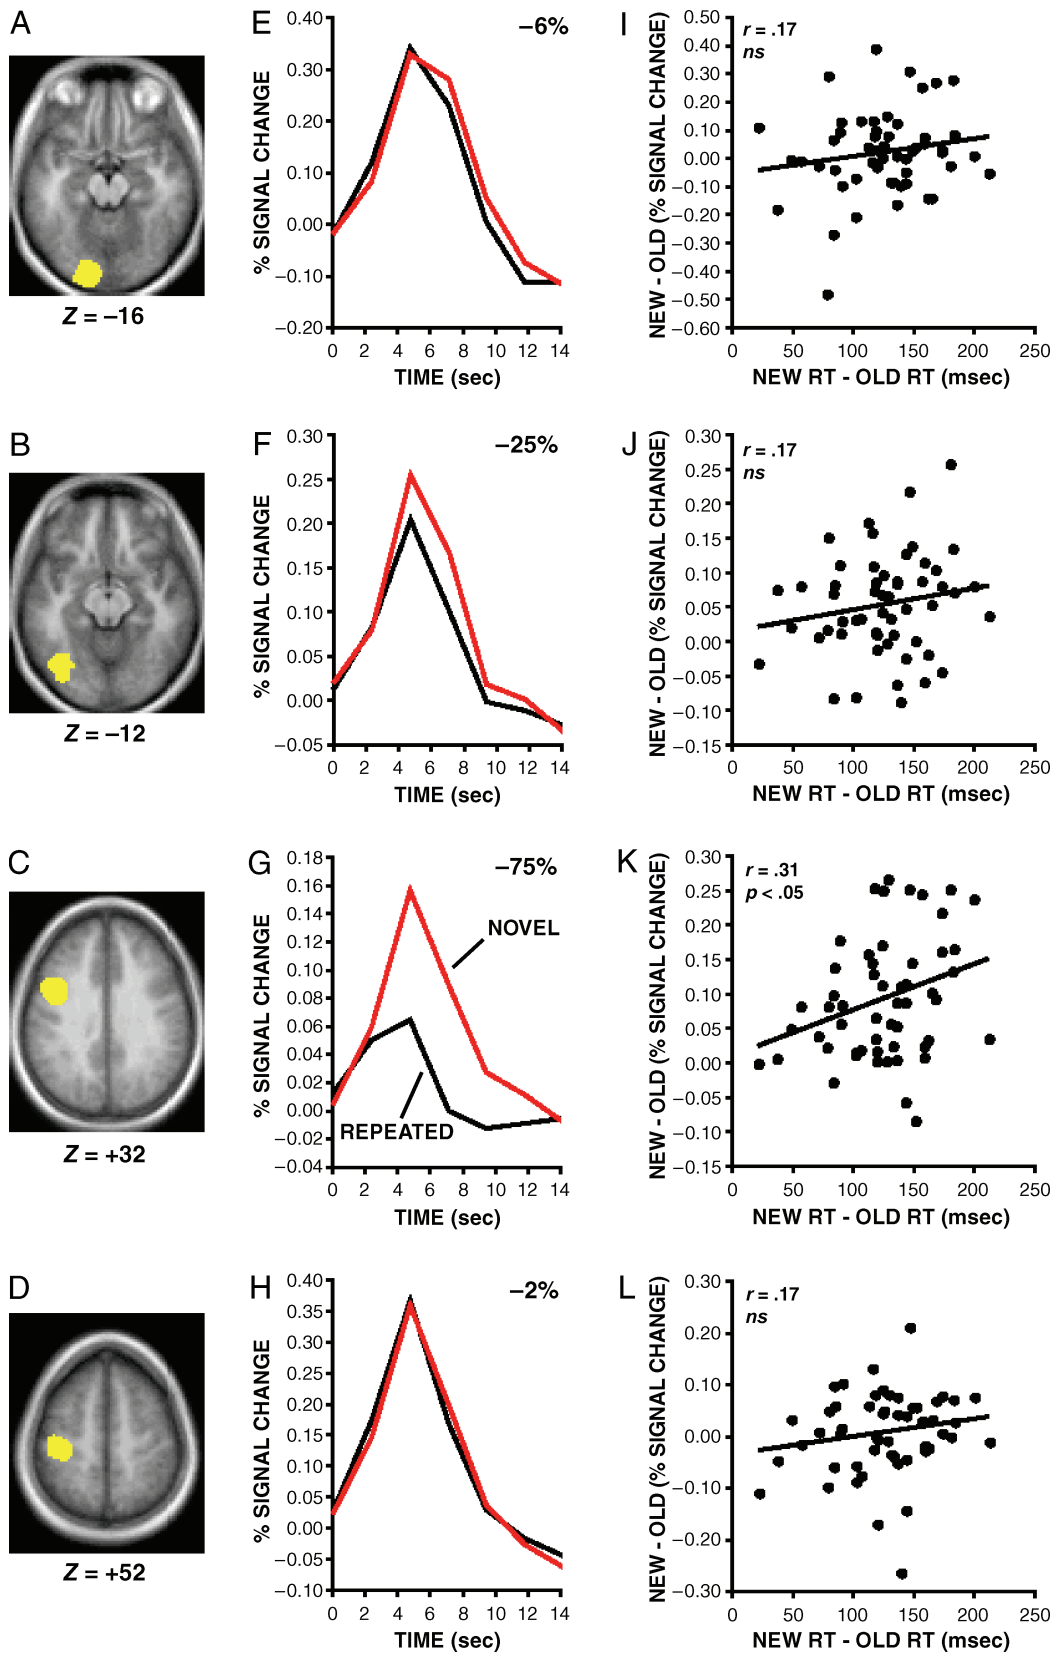 A
Z = –16
E
–6%
% SIGNAL CHANGE
0.40
0.30
0.20
0.10
0.00
–0.10
–0.20
0 2 4 6 8 10 12 14
TIME (sec)
I
r = .17
ns
NEW - OLD (% SIGNAL CHANGE)
0.50
0.40
0.30
0.20
0.10
0.00
–0.10
–0.20
–0.30
–0.40
–0.50
–0.60
0 50 100 150 200 250
NEW RT - OLD RT (msec)
B
Z = –12
F
–25%
% SIGNAL CHANGE
0.30
0.25
0.20
0.15
0.10
0.05
0.00
–0.05
0 2 4 6 8 10 12 14
TIME (sec)
J
r = .17
ns
NEW - OLD (% SIGNAL CHANGE)
0.30
0.25
0.20
0.15
0.10
0.05
0.00
–0.05
–0.10
–0.15
0 50 100 150 200 250
NEW RT - OLD RT (msec)
C
Z = +32
G
–75%
% SIGNAL CHANGE
0.18
0.16
0.14
0.12
0.10
0.08
0.06
0.04
0.02
0.00
–0.02
–0.04
NOVEL
REPEATED
0 2 4 6 8 10 12 14
TIME (sec)
K
r = .31
p < .05
NEW - OLD (% SIGNAL CHANGE)
0.30
0.25
0.20
0.15
0.10
0.05
0.00
–0.05
–0.10
–0.15
0 50 100 150 200 250
NEW RT - OLD RT (msec)
D
Z = +52
H
–2%
% SIGNAL CHANGE
0.40
0.35
0.30
0.25
0.20
0.15
0.10
0.05
0.00
–0.05
–0.10
0 2 4 6 8 10 12 14
TIME (sec)
L
r = .17
ns
NEW - OLD (% SIGNAL CHANGE)
0.30
0.20
0.10
0.00
–0.10
–0.20
–0.30
0 50 100 150 200 250
NEW RT - OLD RT (msec)